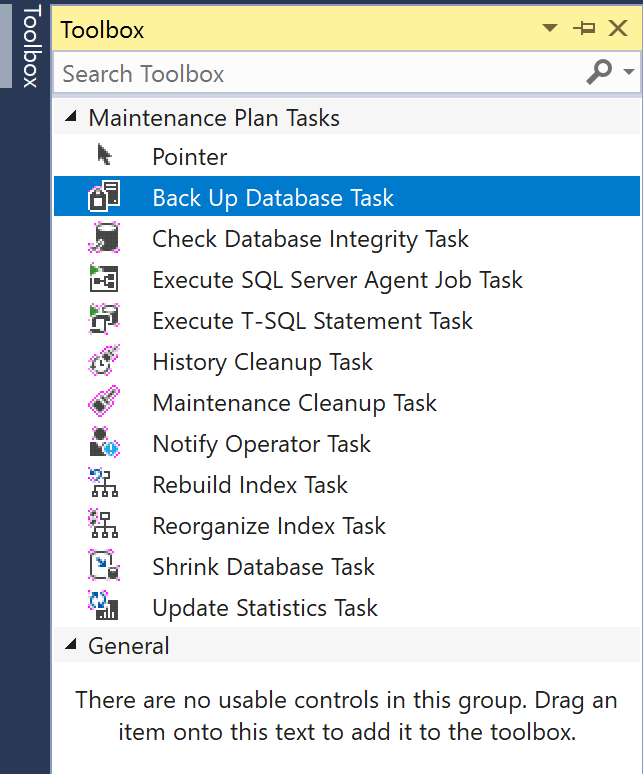 Toolbox
Toolbox
Search Toolbox
Maintenance Plan Tasks
Pointer
Back Up Database Task
Check Database Integrity Task
Execute SQL Server Agent Job Task
Execute T-SQL Statement Task
History Cleanup Task
Maintenance Cleanup Task
Notify Operator Task
Rebuild Index Task
Reorganize Index Task
Shrink Database Task
Update Statistics Task
General
There are no usable controls in this group. Drag an
item onto this text to add it to the toolbox.